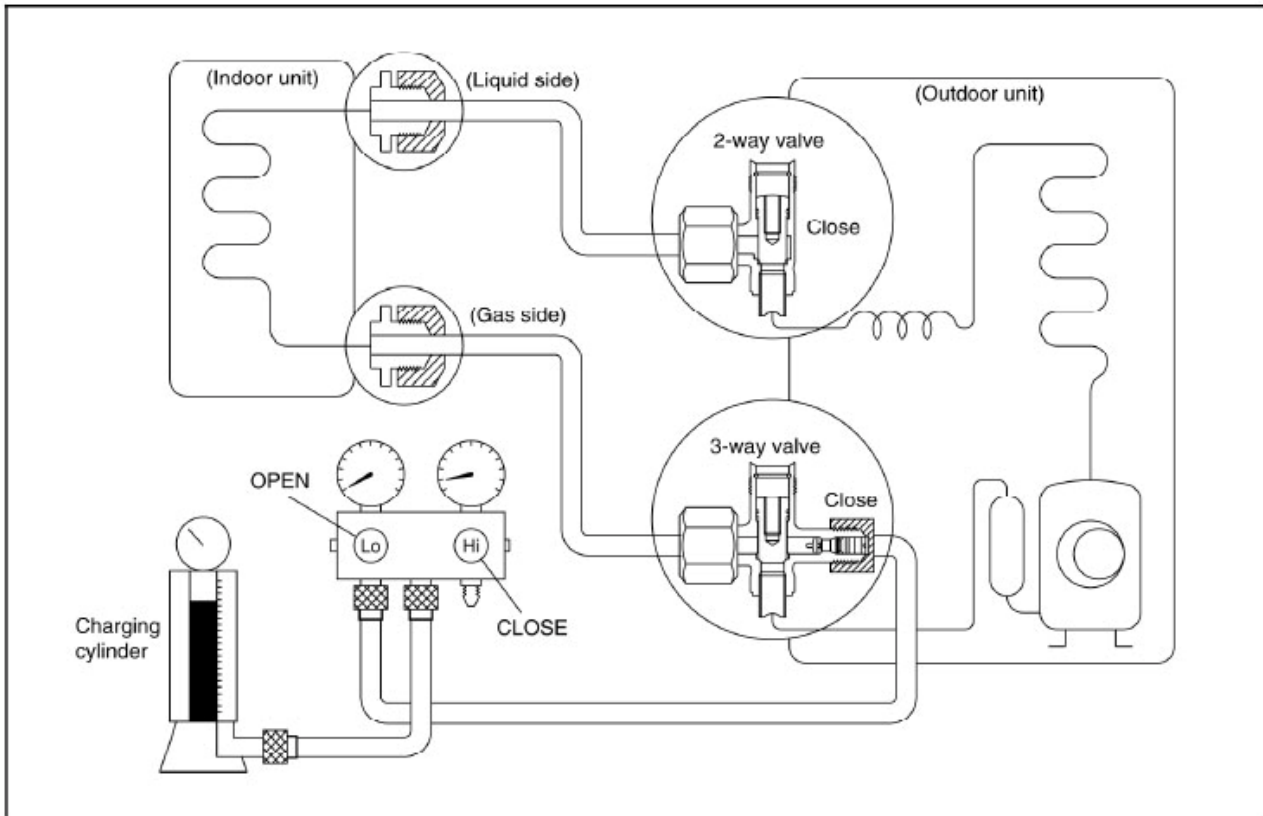 (Indoor unit)
(Liquid side)
(Outdoor unit)
2-way valve
Close
(Gas side)
3-way valve
Close
OPEN
Lo
Hi
CLOSE
Charging
cylinder